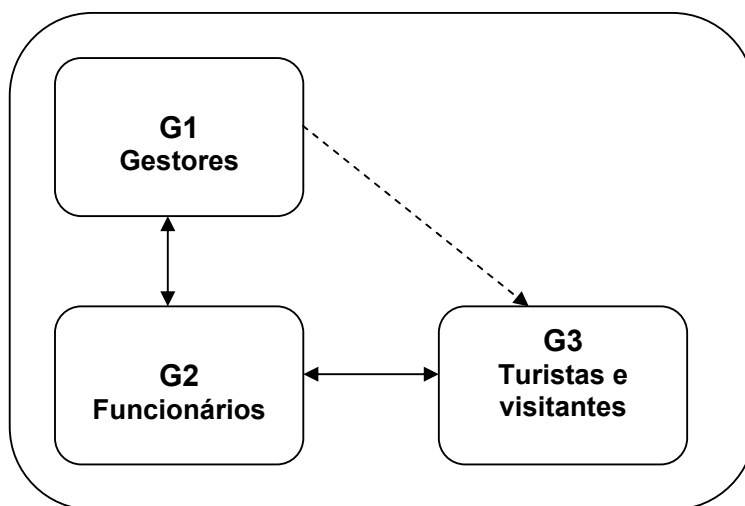 G1
Gestores
G2
Funcionários
G3
Turistas e
visitantes